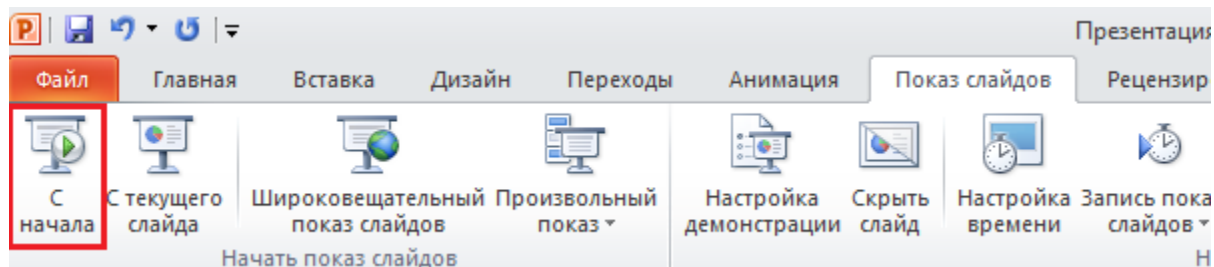 Презентация
Файл Главная Вставка Дизайн Переходы Анимация Показ слайдов Рецензир
С начала
С текущего слайда
Широковещательный показ слайдов
Произвольный показ
Настройка демонстрации
Скрыть слайд
Настройка времени
Запись пока слайдов
Начать показ слайдов
Н